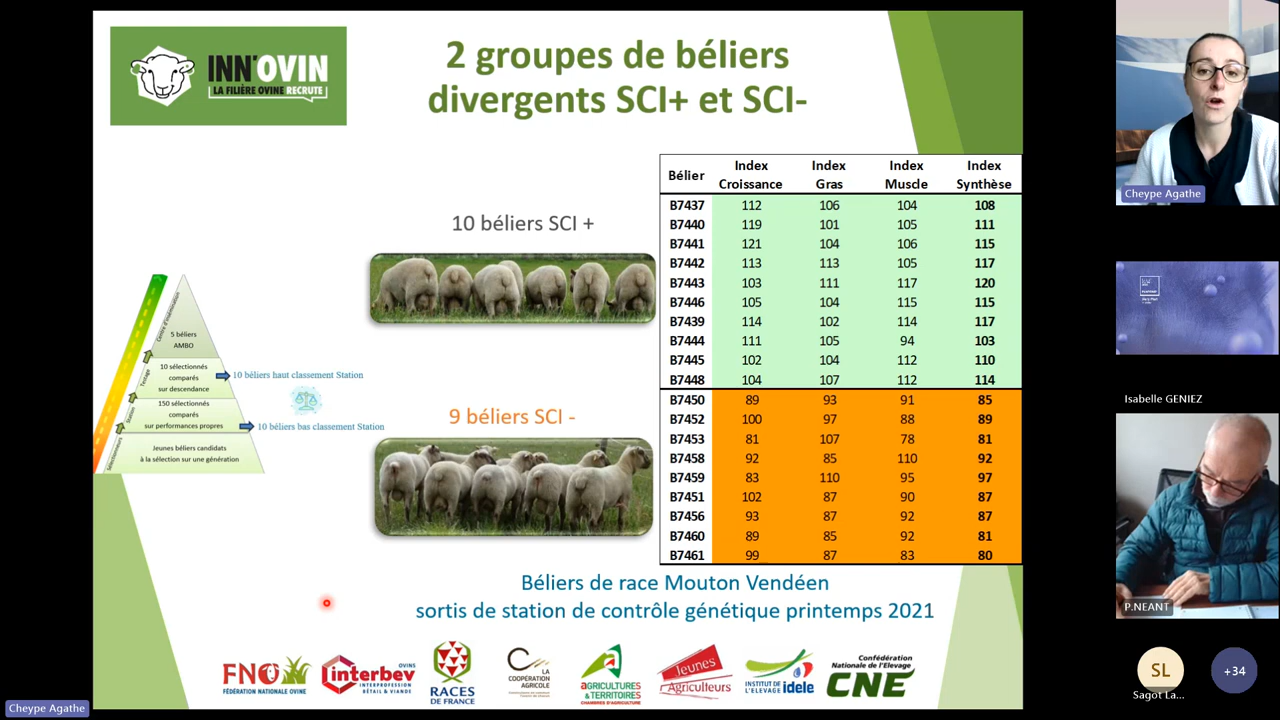 INN'OVIN
LA FILIÈRE OVINE RECRUTE
2 groupes de béliers
divergents SCI+ et SCI-
10 béliers SCI +
9 béliers SCI -
Centre d'insémination
Testage
Station
Sélectionneurs
5 béliers
AMBO
10 sélectionnés
comparés
sur descendance
150 sélectionnés
comparés
sur performances propres
Jeunes béliers candidats
à la sélection sur une génération
10 béliers haut classement Station
10 béliers bas classement Station
Bélier Index Croissance Index Gras Index Muscle Index Synthèse
B7437 112 106 104 108
B7440 119 101 105 111
B7441 121 104 106 115
B7442 113 113 105 117
B7443 103 111 117 120
B7446 105 104 115 115
B7439 114 102 114 117
B7444 111 105 94 103
B7445 102 104 112 110
B7448 104 107 112 114
B7450 89 93 91 85
B7452 100 97 88 89
B7453 81 107 78 81
B7458 92 85 110 92
B7459 83 110 95 97
B7451 102 87 90 87
B7456 93 87 92 87
B7460 89 85 92 81
B7461 99 87 83 80
Béliers de race Mouton Vendéen
sortis de station de contrôle génétique printemps 2021
FNO
FÉDÉRATION NATIONALE OVINE
interbev OVINS
INTERPROFESSION
BÉTAIL & VIANDE
RACES
DE FRANCE
LA
COOPÉRATION
AGRICOLE
AGRICULTURES
& TERRITOIRES
CHAMBRES D'AGRICULTURE
Jeunes
Agriculteurs
INSTITUT DE
L'ELEVAGE idele
Confédération
Nationale de l'Elevage
CNE
Cheype Agathe
Cheype Agathe
Isabelle GENIEZ
P.NEANT
SL
Sagot La...
+34